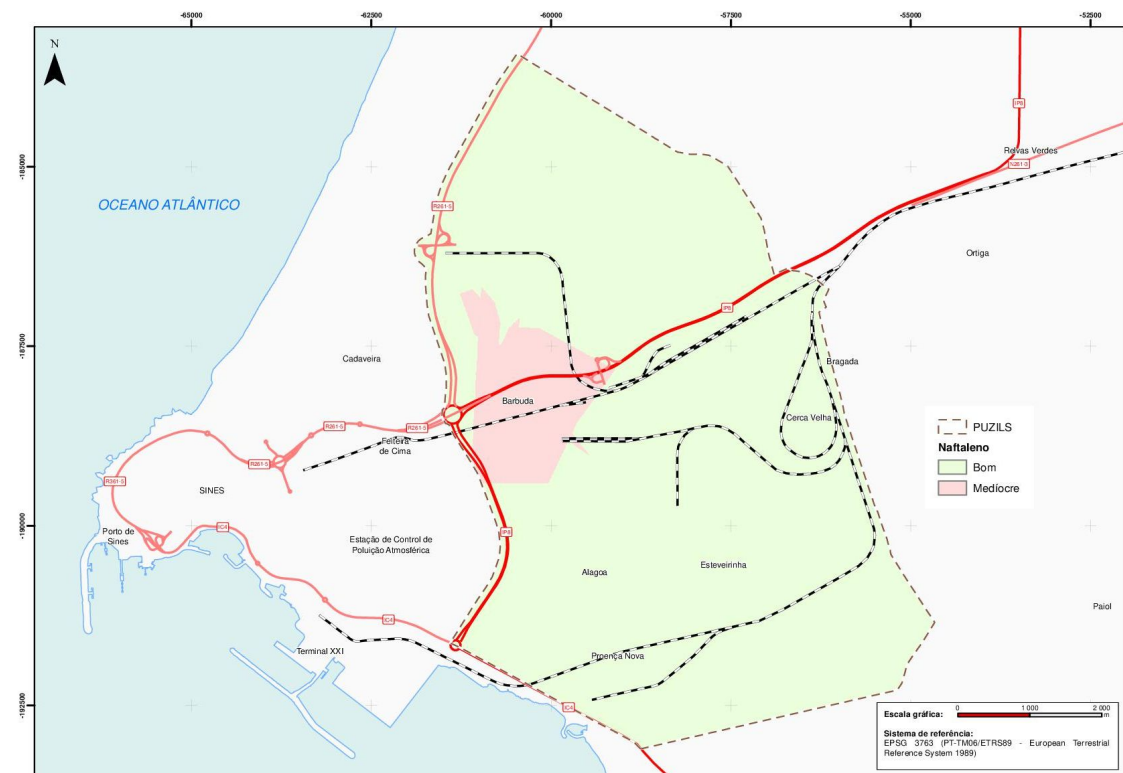 -65000
-62500
-60000
-57500
-55000
-52500
N
IP8
Relvas Verdes
N261-3
-185000
OCEANO ATLÂNTICO
R261-5
Ortiga
IP8
-187500
Cadaveira
Bragada
Barbuda
Cerca Velha
R261-5
R261-5
Feiteira
de Cima
R261-5
R261-5
SINES
PUZILS
Naftaleno
Bom
Medíocre
-190000
Porto de
Sines
IC4
IP8
Estação de Control de
Poluição Atmosférica
Alagoa
Esteveirinha
Paiol
IC4
Terminal XXI
Proença Nova
-192500
IC4
Escala gráfica:
0
1 000
2 000
m
Sistema de referência:
EPSG 3763 (PT-TM06/ETRS89 - European Terrestrial
Reference System 1989)